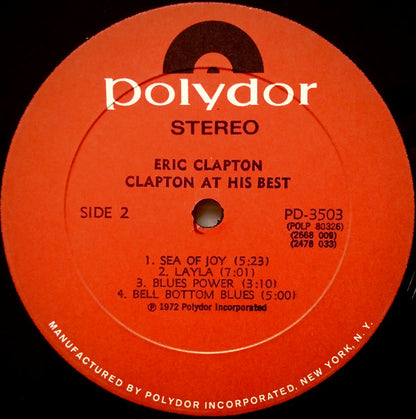 polydor
STEREO
ERIC CLAPTON
CLAPTON AT HIS BEST
SIDE 2
PD-3503
(POLP 80326)
(2668 009)
(2478 033)
1. SEA OF JOY (5:23)
2. LAYLA (7:01)
3. BLUES POWER (3:10)
4. BELL BOTTOM BLUES (5:00)
℗ 1972 Polydor Incorporated
MANUFACTURED BY POLYDOR INCORPORATED, NEW YORK, N. Y.